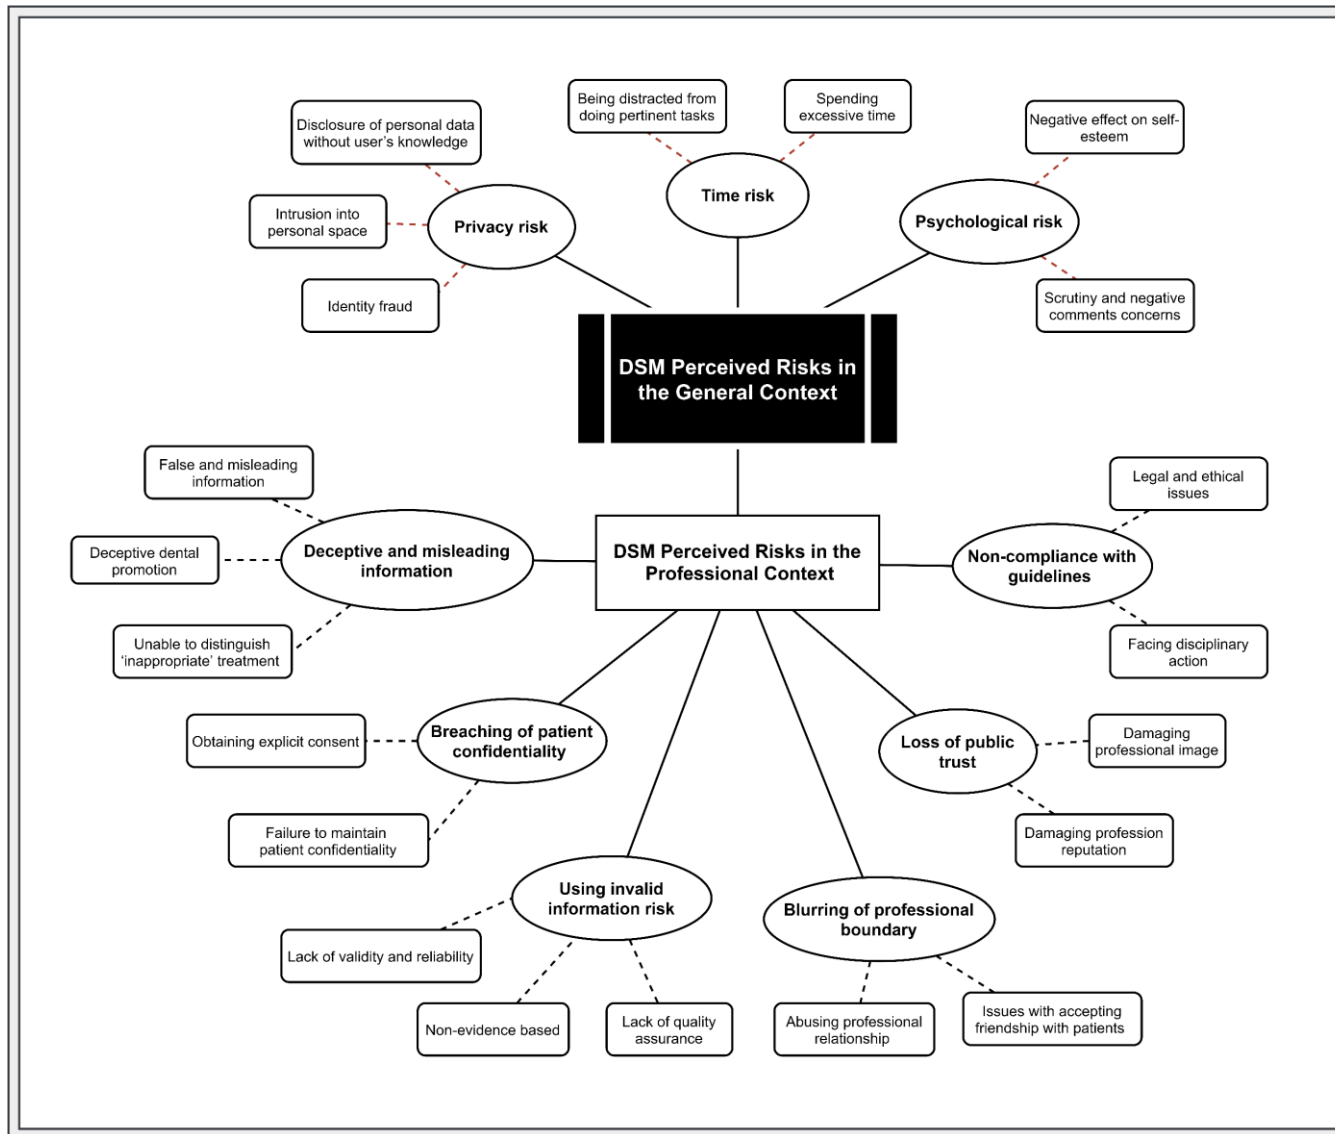 Being distracted from
doing pertinent tasks
Spending
excessive time
Disclosure of personal data
without user's knowledge
Negative effect on self-
esteem
Intrusion into
personal space
Privacy risk
Time risk
Psychological risk
Identity fraud
Scrutiny and negative
comments concerns
DSM Perceived Risks in
the General Context
False and misleading
information
Legal and ethical
issues
Deceptive dental
promotion
Deceptive and misleading
information
DSM Perceived Risks in the
Professional Context
Non-compliance with
guidelines
Unable to distinguish
‘inappropriate’ treatment
Facing disciplinary
action
Obtaining explicit consent
Breaching of patient
confidentiality
Loss of public
trust
Damaging
professional image
Failure to maintain
patient confidentiality
Damaging profession
reputation
Using invalid
information risk
Blurring of professional
boundary
Lack of validity and reliability
Non-evidence based
Lack of quality
assurance
Abusing professional
relationship
Issues with accepting
friendship with patients